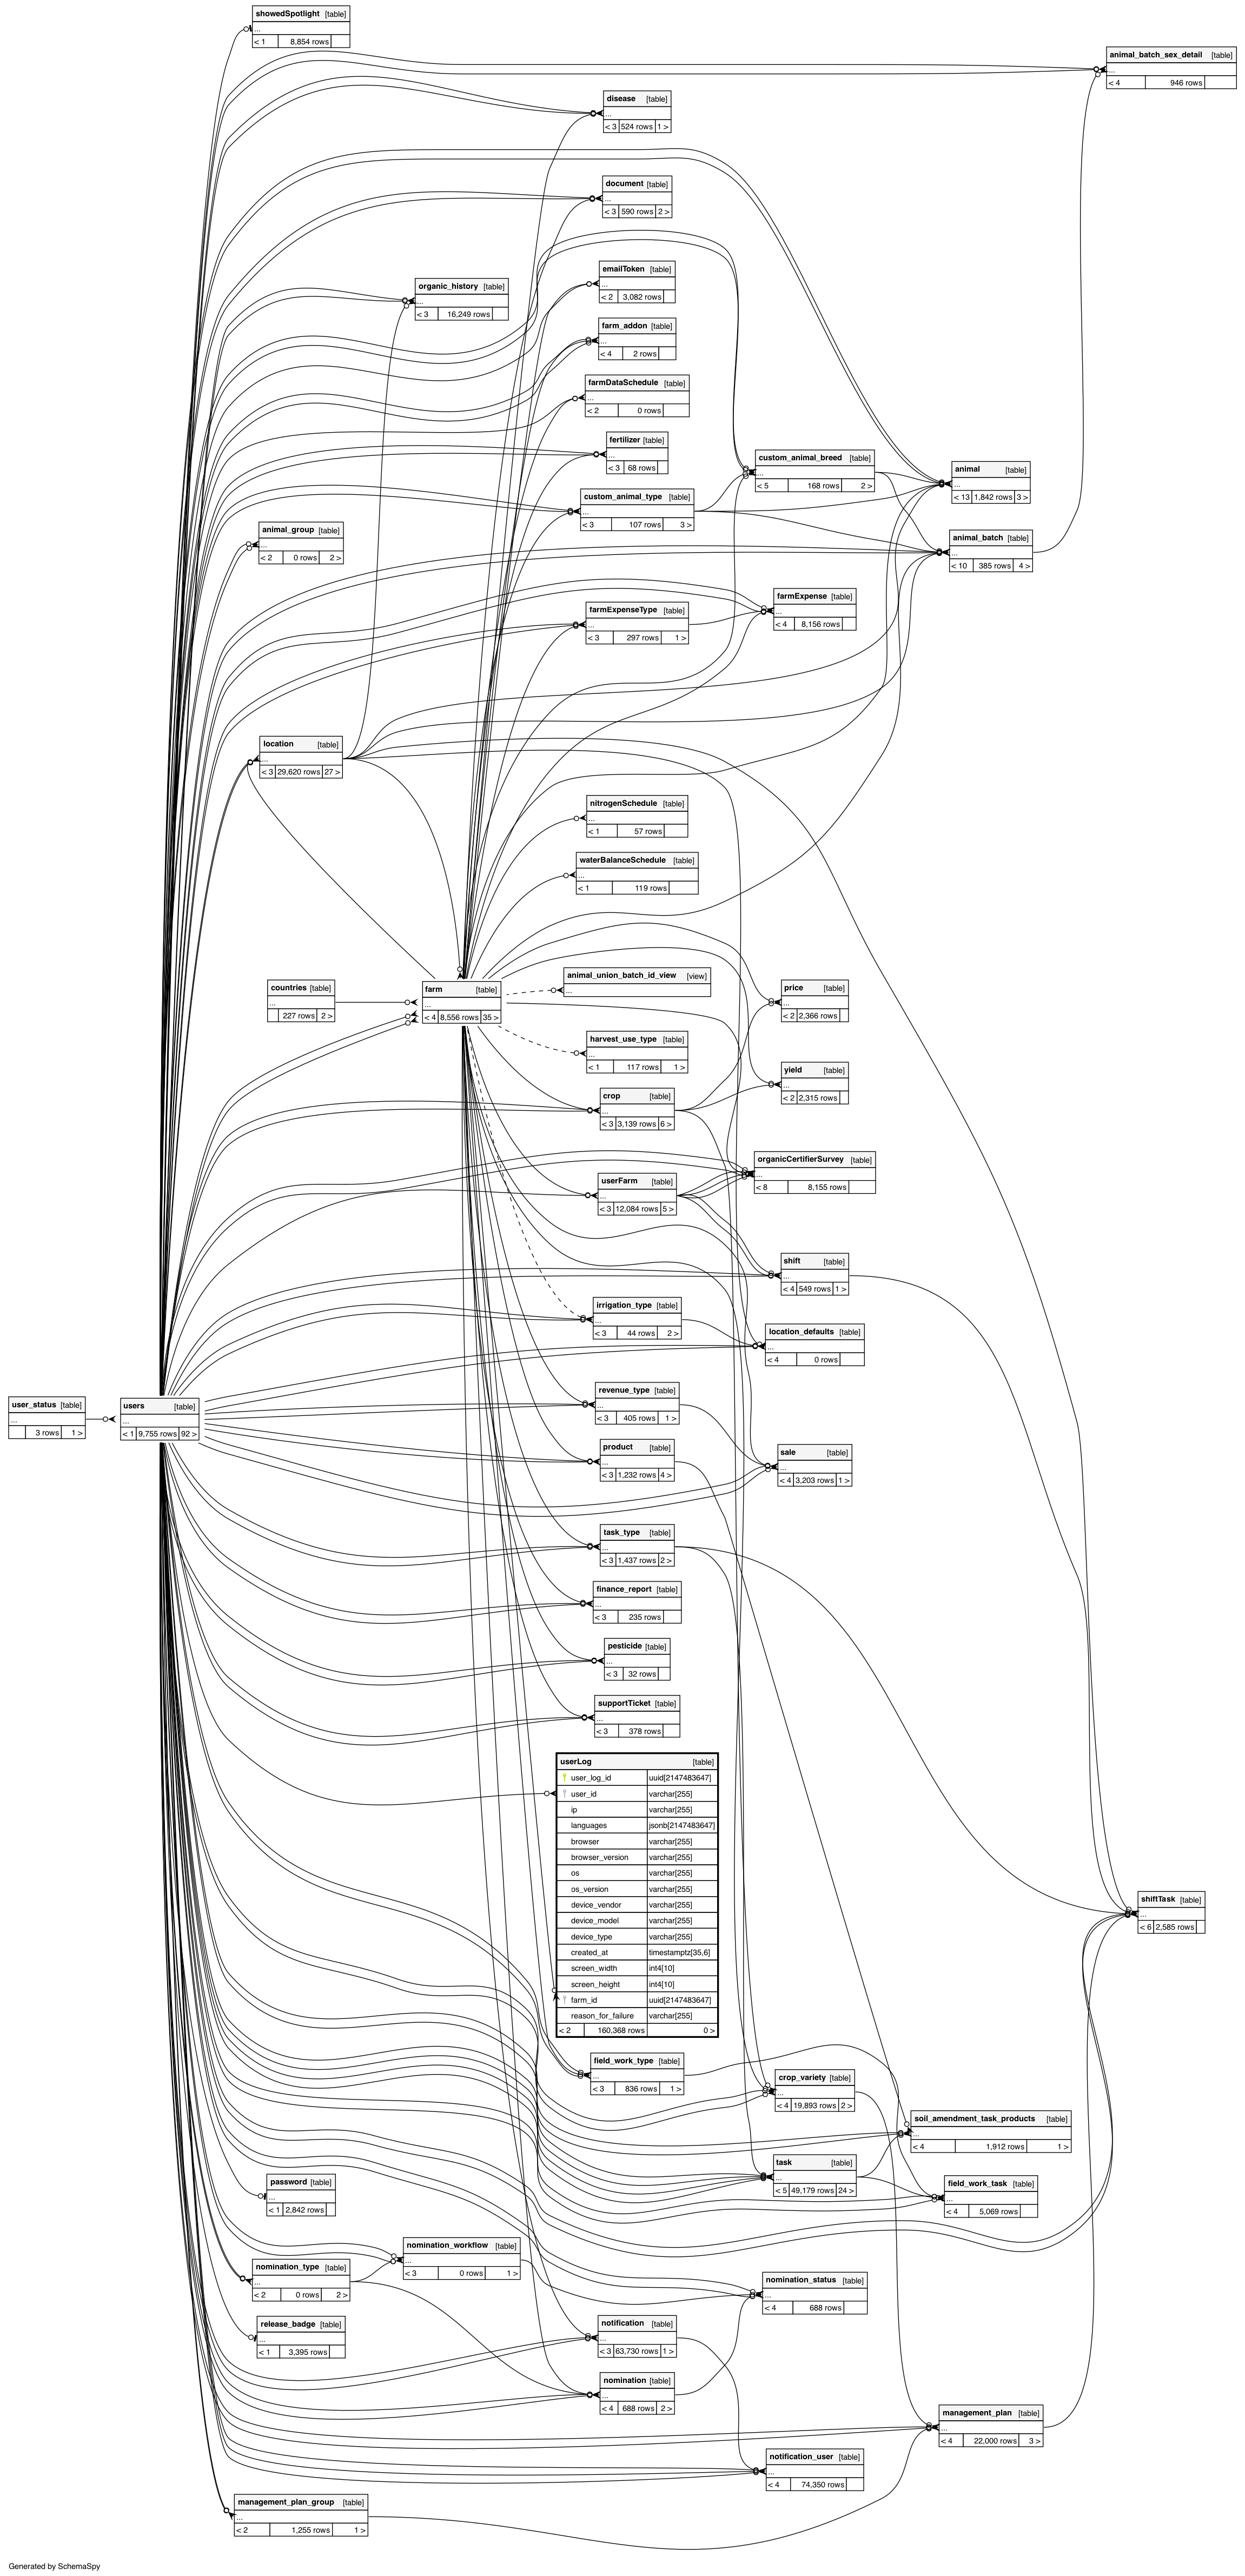 showedSpotlight [table]
...
< 1 8,854 rows
animal_batch_sex_detail [table]
...
< 4 946 rows
disease [table]
...
< 3 524 rows 1 >
document [table]
...
< 3 590 rows 2 >
emailToken [table]
...
< 2 3,082 rows
organic_history [table]
...
< 3 16,249 rows
farm_addon [table]
...
< 4 2 rows
farmDataSchedule [table]
...
< 2 0 rows
fertilizer [table]
...
< 3 68 rows
custom_animal_breed [table]
...
< 5 168 rows 2 >
animal [table]
...
< 13 1,842 rows 3 >
custom_animal_type [table]
...
< 3 107 rows 3 >
animal_group [table]
...
< 2 0 rows 2 >
animal_batch [table]
...
< 10 385 rows 4 >
farmExpense [table]
...
< 4 8,156 rows
farmExpenseType [table]
...
< 3 297 rows 1 >
location [table]
...
< 3 29,620 rows 27 >
nitrogenSchedule [table]
...
< 1 57 rows
waterBalanceSchedule [table]
...
< 1 119 rows
animal_union_batch_id_view [view]
...
countries [table]
...
227 rows 2 >
farm [table]
...
< 4 8,556 rows 35 >
price [table]
...
< 2 2,366 rows
harvest_use_type [table]
...
< 1 117 rows 1 >
yield [table]
...
< 2 2,315 rows
crop [table]
...
< 3 3,139 rows 6 >
organicCertifierSurvey [table]
...
< 8 8,155 rows
userFarm [table]
...
< 3 12,084 rows 5 >
shift [table]
...
< 4 549 rows 1 >
irrigation_type [table]
...
< 3 44 rows 2 >
location_defaults [table]
...
< 4 0 rows
revenue_type [table]
...
< 3 405 rows 1 >
user_status [table]
...
3 rows 1 >
users [table]
...
< 1 9,755 rows 92 >
product [table]
...
< 3 1,232 rows 4 >
sale [table]
...
< 4 3,203 rows 1 >
task_type [table]
...
< 3 1,437 rows 2 >
finance_report [table]
...
< 3 235 rows
pesticide [table]
...
< 3 32 rows
supportTicket [table]
...
< 3 378 rows
userLog [table]
user_log_id uuid[2147483647]
user_id varchar[255]
ip varchar[255]
languages jsonb[2147483647]
browser varchar[255]
browser_version varchar[255]
os varchar[255]
os_version varchar[255]
device_vendor varchar[255]
device_model varchar[255]
device_type varchar[255]
created_at timestamptz[35,6]
screen_width int4[10]
screen_height int4[10]
farm_id uuid[2147483647]
reason_for_failure varchar[255]
< 2 160,368 rows 0 >
shiftTask [table]
...
< 6 2,585 rows
field_work_type [table]
...
< 3 836 rows 1 >
crop_variety [table]
...
< 4 19,893 rows 2 >
soil_amendment_task_products [table]
...
< 4 1,912 rows 1 >
task [table]
...
< 5 49,179 rows 24 >
password [table]
...
< 1 2,842 rows
field_work_task [table]
...
< 4 5,069 rows
nomination_workflow [table]
...
< 3 0 rows 1 >
nomination_type [table]
...
< 2 0 rows 2 >
nomination_status [table]
...
< 4 688 rows
release_badge [table]
...
< 1 3,395 rows
notification [table]
...
< 3 63,730 rows 1 >
nomination [table]
...
< 4 688 rows 2 >
management_plan [table]
...
< 4 22,000 rows 3 >
notification_user [table]
...
< 4 74,350 rows
management_plan_group [table]
...
< 2 1,255 rows 1 >
Generated by SchemaSpy